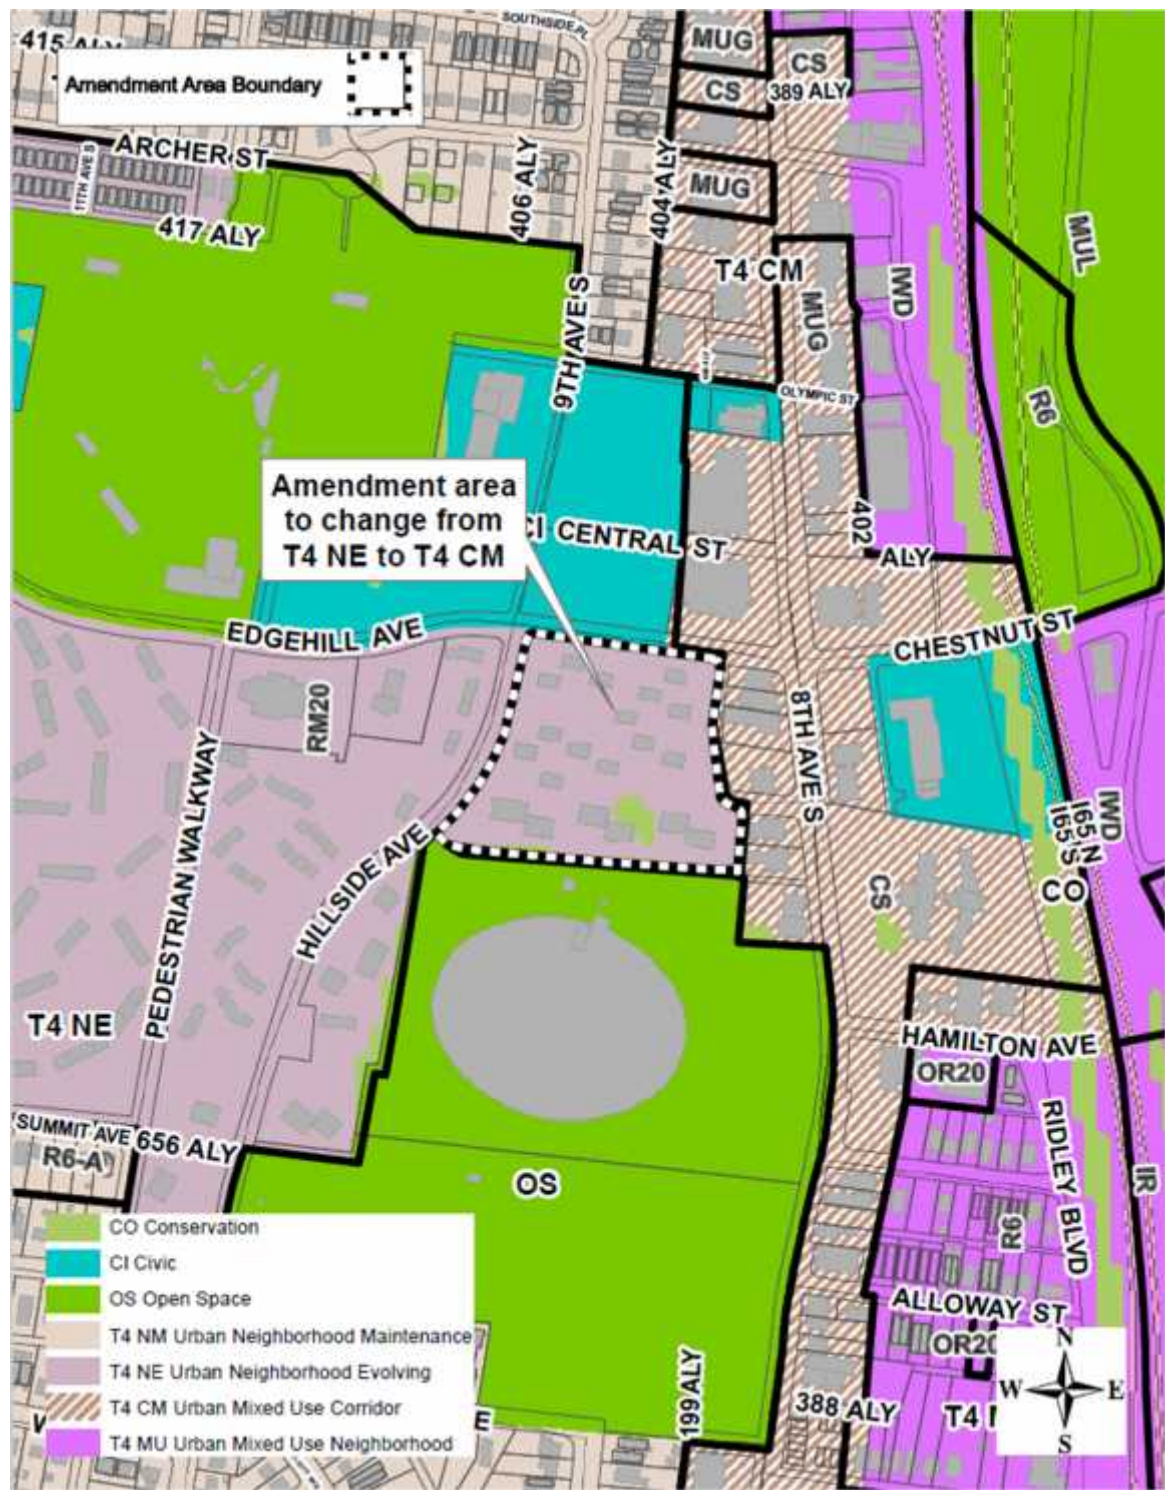 SOUTHSIDE PL
415 ALY
MUG
CS
Amendment Area Boundary
CS
389 ALY
ARCHER ST
11TH AVE S
406 ALY
404 ALY
MUG
417 ALY
MUL
T4 CM
IWD
MUG
9TH AVE S
OLYMPIC ST
R6
Amendment area
to change from
T4 NE to T4 CM
CI
CENTRAL ST
402 ALY
EDGEHILL AVE
CHESTNUT ST
RM20
8TH AVE S
PEDESTRIAN WALKWAY
IWD
I65 N
I65 S
HILLSIDE AVE
CS
CO
T4 NE
HAMILTON AVE
OR20
SUMMIT AVE
656 ALY
R6-A
RIDLEY BLVD
IR
OS
R6
CO Conservation
CI Civic
OS Open Space
T4 NM Urban Neighborhood Maintenance
T4 NE Urban Neighborhood Evolving
T4 CM Urban Mixed Use Corridor
T4 MU Urban Mixed Use Neighborhood
ALLOWAY ST
OR20
N
W
E
S
199 ALY
388 ALY
T4